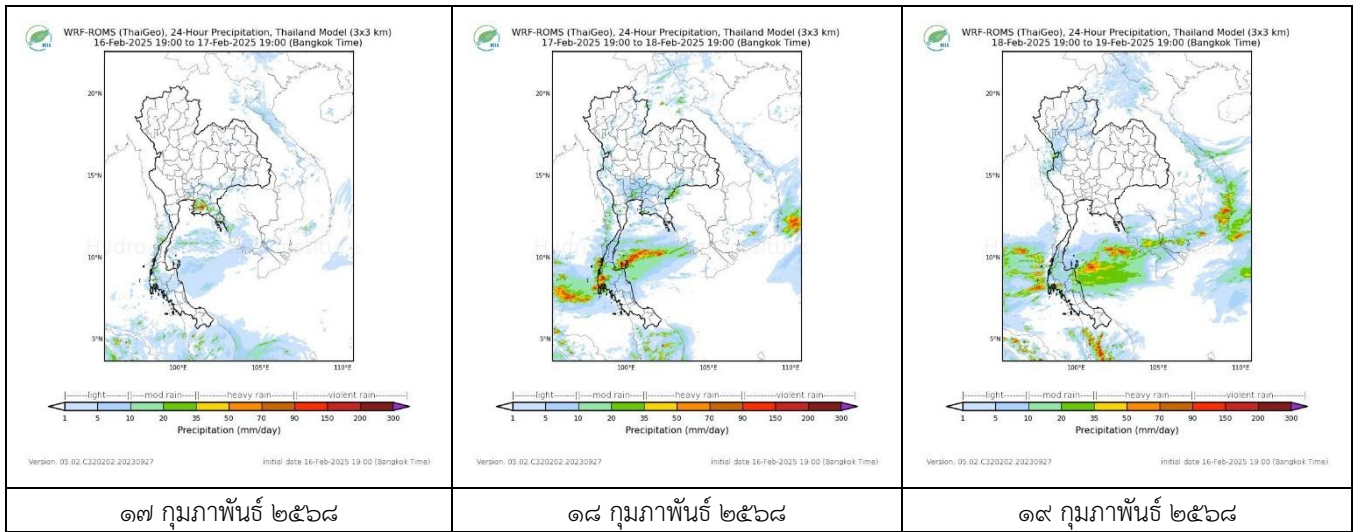 WRF-ROMS (ThaiGeo), 24-Hour Precipitation, Thailand Model (3x3 km)
16-Feb-2025 19:00 to 17-Feb-2025 19:00 (Bangkok Time)
20°N
15°N
10°N
5°N
100°E
105°E
110°E
light
mod rain
heavy rain
violent rain
1 5 10 20 35 50 70 90 150 200 300
Precipitation (mm/day)
Version: 05.02.C320202.20230927
initial date 16-Feb-2025 19:00 (Bangkok Time)
๑๗ กุมภาพันธ์ ๒๕๖๘
WRF-ROMS (ThaiGeo), 24-Hour Precipitation, Thailand Model (3x3 km)
17-Feb-2025 19:00 to 18-Feb-2025 19:00 (Bangkok Time)
20°N
15°N
10°N
5°N
100°E
105°E
110°E
light
mod rain
heavy rain
violent rain
1 5 10 20 35 50 70 90 150 200 300
Precipitation (mm/day)
Version: 05.02.C320202.20230927
initial date 16-Feb-2025 19:00 (Bangkok Time)
๑๘ กุมภาพันธ์ ๒๕๖๘
WRF-ROMS (ThaiGeo), 24-Hour Precipitation, Thailand Model (3x3 km)
18-Feb-2025 19:00 to 19-Feb-2025 19:00 (Bangkok Time)
20°N
15°N
10°N
5°N
100°E
105°E
110°E
light
mod rain
heavy rain
violent rain
1 5 10 20 35 50 70 90 150 200 300
Precipitation (mm/day)
Version: 05.02.C320202.20230927
initial date 16-Feb-2025 19:00 (Bangkok Time)
๑๙ กุมภาพันธ์ ๒๕๖๘